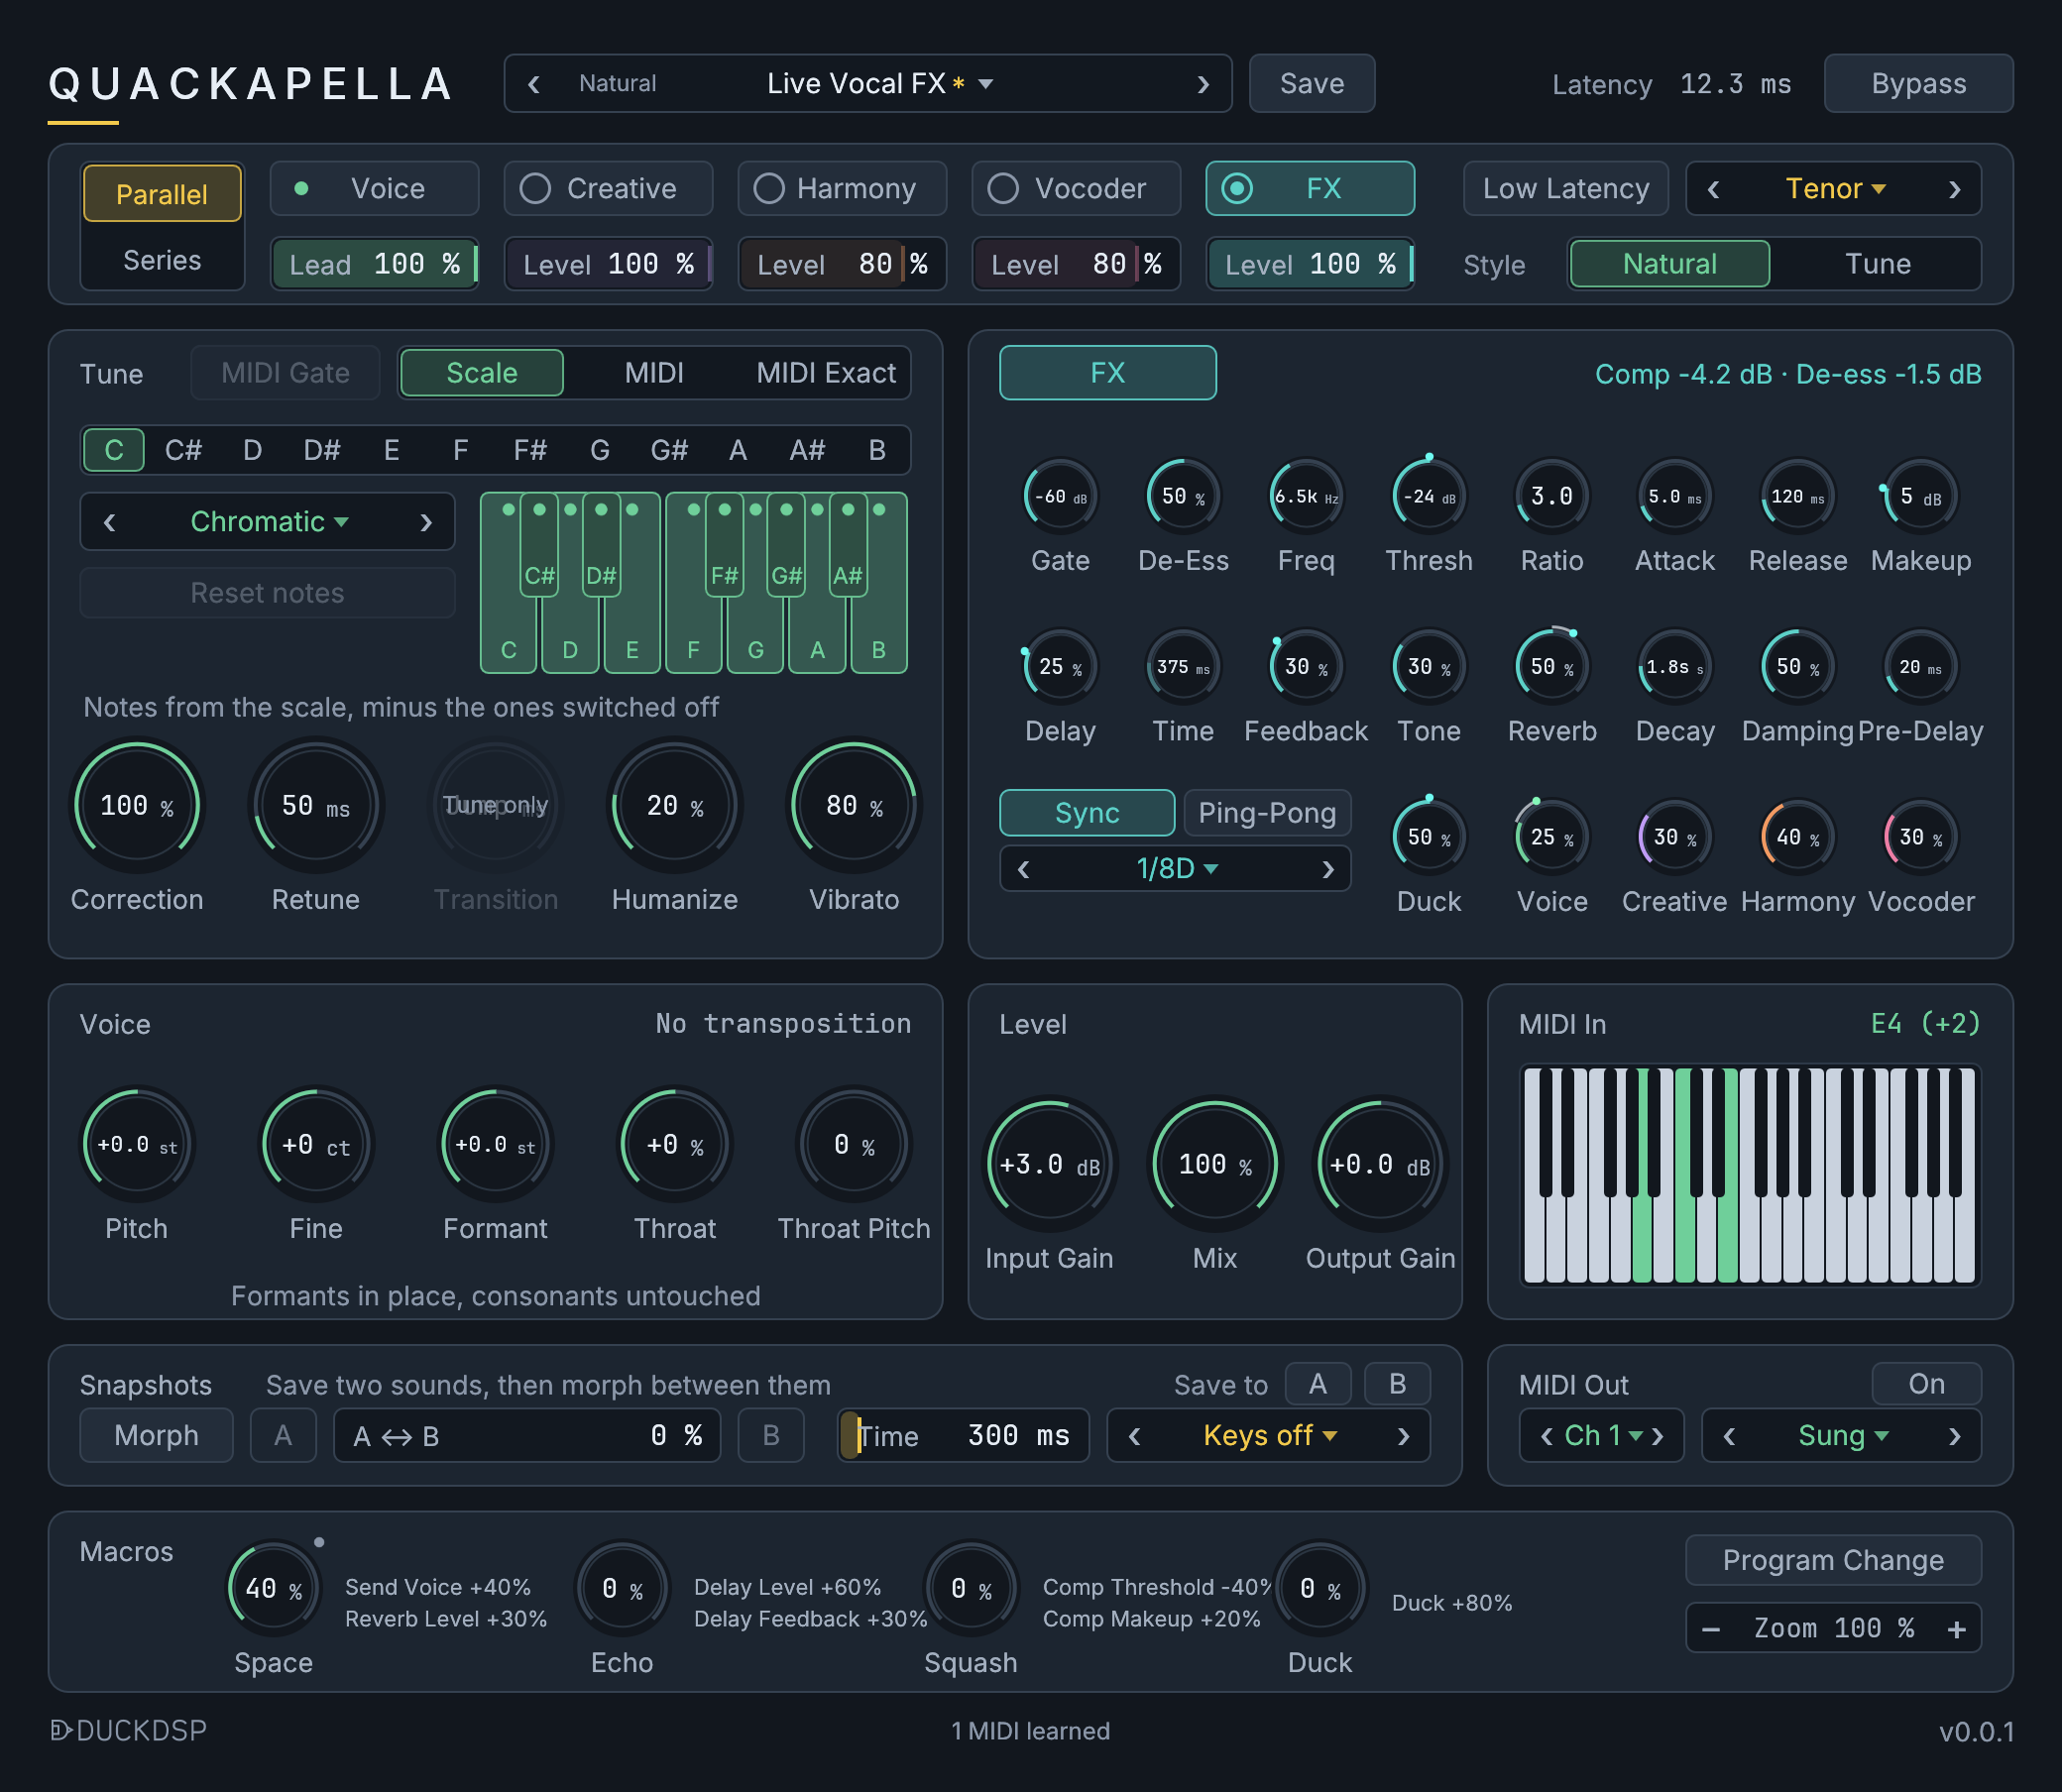 QUACKAPELLA
‹ Natural Live Vocal FX * ›
Save
Latency 12.3 ms
Bypass
Parallel
Voice
Creative
Harmony
Vocoder
FX
Low Latency
‹ Tenor ›
Series
Lead 100 %
Level 100 %
Level 80 %
Level 80 %
Level 100 %
Style
Natural
Tune
Tune
MIDI Gate
Scale
MIDI
MIDI Exact
C C# D D# E F F# G G# A A# B
‹ Chromatic ›
Reset notes
C# D# F# G# A#
C D E F G A B
Notes from the scale, minus the ones switched off
100 %
50 ms
Tune only
20 %
80 %
Correction
Retune
Transition
Humanize
Vibrato
FX
Comp -4.2 dB · De-ess -1.5 dB
-60 dB
50 %
6.5k Hz
-24 dB
3.0
5.0 ms
120 ms
5 dB
Gate
De-Ess
Freq
Thresh
Ratio
Attack
Release
Makeup
25 %
375 ms
30 %
30 %
50 %
1.8s s
50 %
20 ms
Delay
Time
Feedback
Tone
Reverb
Decay
Damping
Pre-Delay
Sync
Ping-Pong
‹ 1/8D ›
50 %
25 %
30 %
40 %
30 %
Duck
Voice
Creative
Harmony
Vocoder
Voice
No transposition
+0.0 st
+0 ct
+0.0 st
+0 %
0 %
Pitch
Fine
Formant
Throat
Throat Pitch
Formants in place, consonants untouched
Level
+3.0 dB
100 %
+0.0 dB
Input Gain
Mix
Output Gain
MIDI In
E4 (+2)
Snapshots
Save two sounds, then morph between them
Save to
A
B
Morph
A
A ↔ B 0 %
B
Time 300 ms
‹ Keys off ›
MIDI Out
On
‹ Ch 1 ›
‹ Sung ›
Macros
40 %
Send Voice +40%
Reverb Level +30%
Space
0 %
Delay Level +60%
Delay Feedback +30%
Echo
0 %
Comp Threshold -40%
Comp Makeup +20%
Squash
0 %
Duck +80%
Duck
Program Change
− Zoom 100 % +
DUCKDSP
1 MIDI learned
v0.0.1